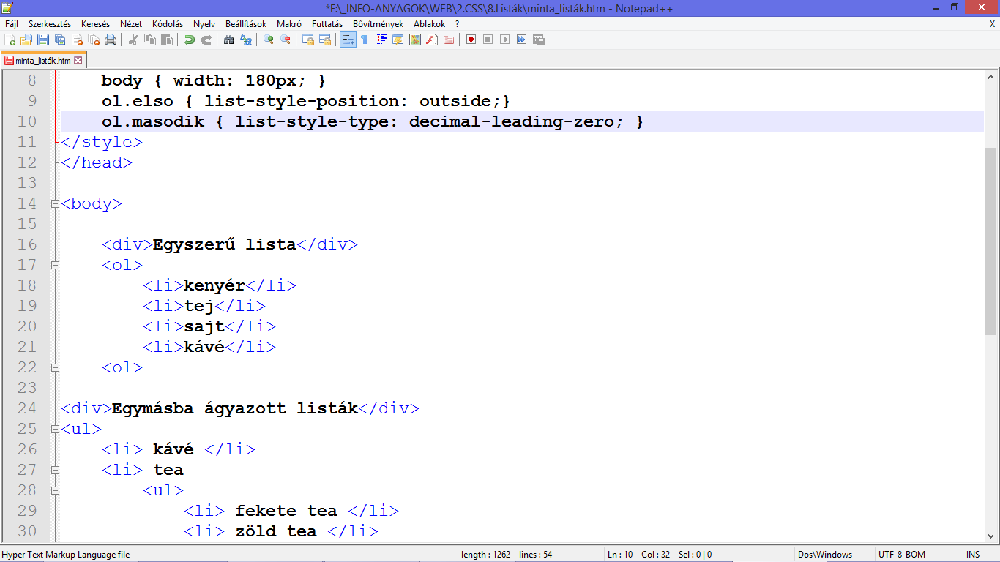 *F:\_INFO-ANYAGOK\WEB\2.CSS\8.Listák\minta_listák.htm - Notepad++
Fájl Szerkesztés Keresés Nézet Kódolás Nyelv Beállítások Makró Futtatás Bővítmények Ablakok ? X
minta_listák.htm
8 body { width: 180px; }
9 ol.elso { list-style-position: outside;}
10 ol.masodik { list-style-type: decimal-leading-zero; }
11 </style>
12 </head>
13
14 <body>
15
16 <div>Egyszerű lista</div>
17 <ol>
18 <li>kenyér</li>
19 <li>tej</li>
20 <li>sajt</li>
21 <li>kávé</li>
22 <ol>
23
24 <div>Egymásba ágyazott listák</div>
25 <ul>
26 <li> kávé </li>
27 <li> tea
28 <ul>
29 <li> fekete tea </li>
30 <li> zöld tea </li>
Hyper Text Markup Language file length : 1262 lines : 54 Ln : 10 Col : 32 Sel : 0 | 0 Dos\Windows UTF-8-BOM INS